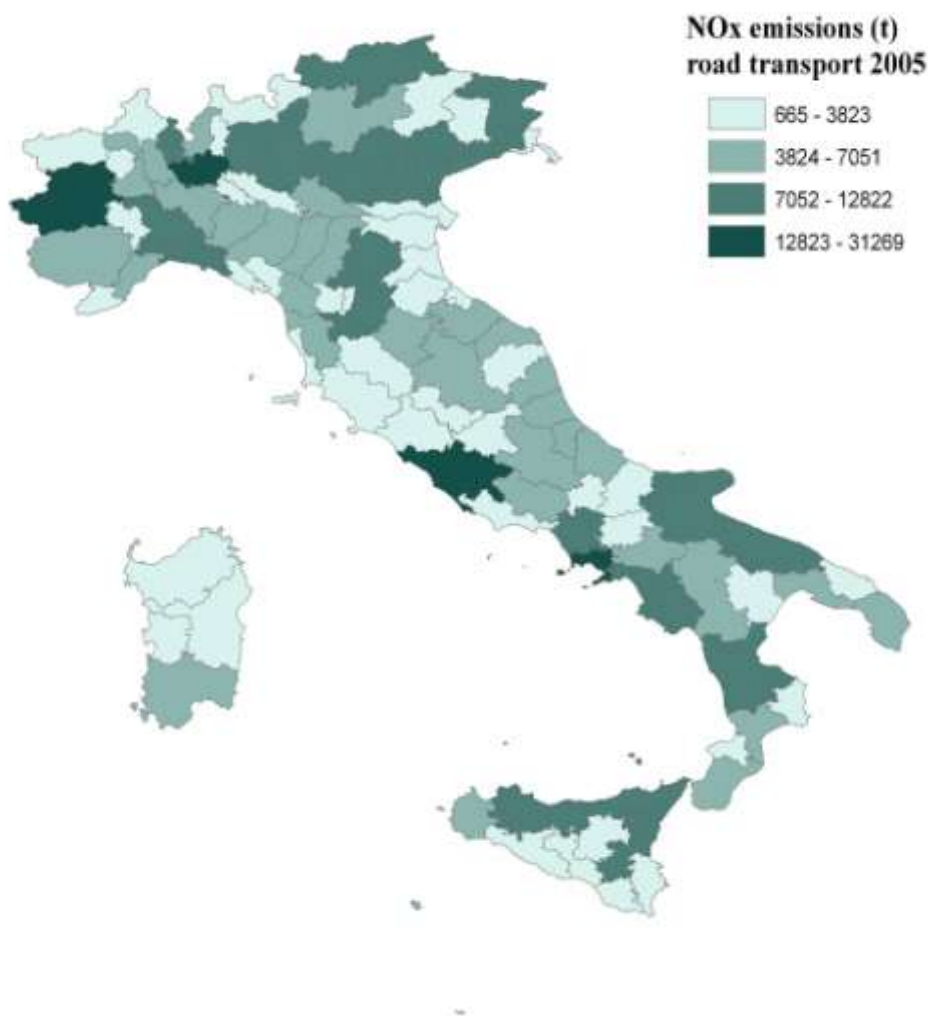 NOx emissions (t)
road transport 2005
665 - 3823
3824 - 7051
7052 - 12822
12823 - 31269